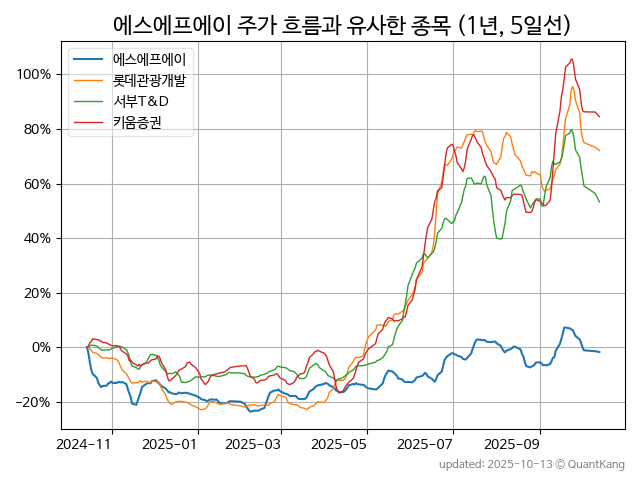 에스에프에이 주가 흐름과 유사한 종목 (1년, 5일선)
에스에프에이
롯데관광개발
서부T&D
키움증권
100%
80%
60%
40%
20%
0%
−20%
2024-11
2025-01
2025-03
2025-05
2025-07
2025-09
updated: 2025-10-13 © QuantKang